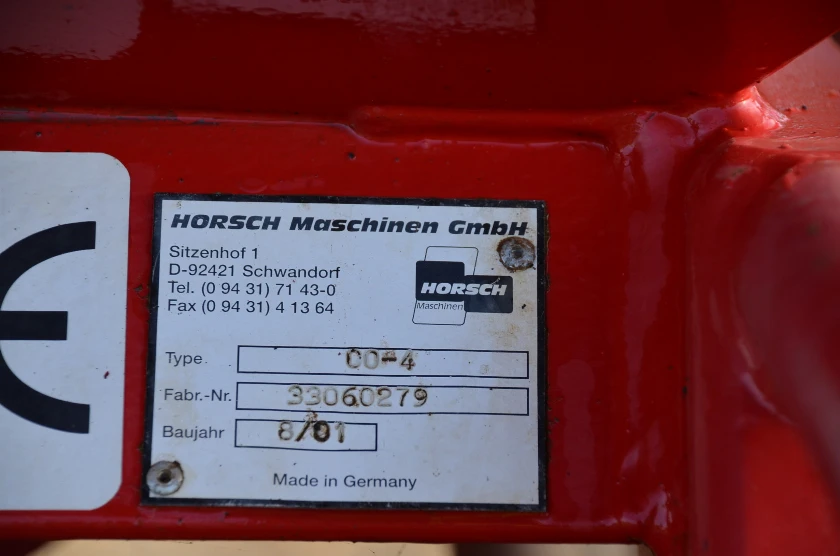 CE
HORSCH Maschinen GmbH
Sitzenhof 1
D-92421 Schwandorf
Tel. (0 94 31) 71 43-0
Fax (0 94 31) 4 13 64
HORSCH
Maschinen
Type CO-4
Fabr.-Nr. 33060279
Baujahr 8/01
Made in Germany